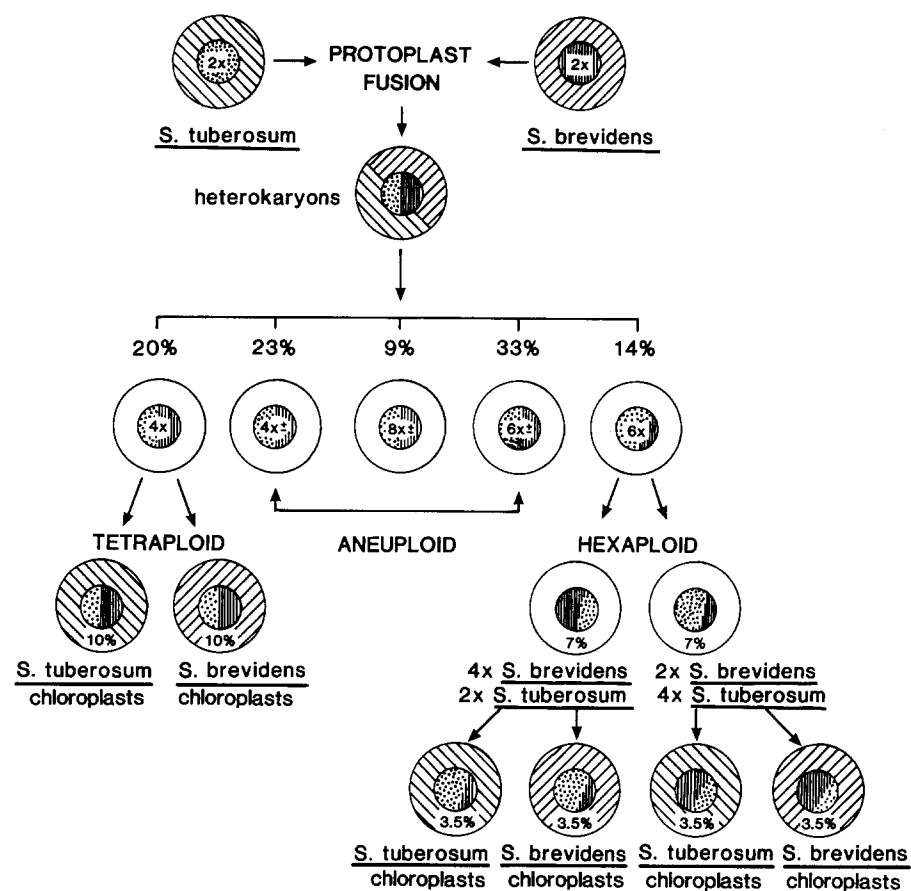 2x
PROTOPLAST
FUSION
2x
S. tuberosum
S. brevidens
heterokaryons
20% 23% 9% 33% 14%
4x 4x± 8x± 6x± 6x
TETRAPLOID ANEUPLOID HEXAPLOID
10% 10%
7% 7%
S. tuberosum
chloroplasts
S. brevidens
chloroplasts
4x S. brevidens
2x S. tuberosum
2x S. brevidens
4x S. tuberosum
3.5% 3.5% 3.5% 3.5%
S. tuberosum
chloroplasts
S. brevidens
chloroplasts
S. tuberosum
chloroplasts
S. brevidens
chloroplasts